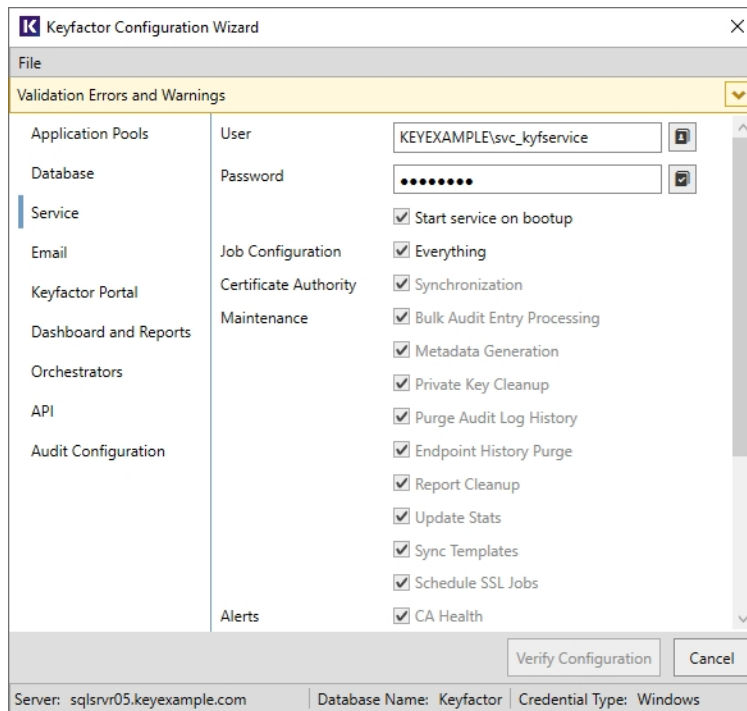 K Keyfactor Configuration Wizard
File
Validation Errors and Warnings
Application Pools
Database
Service
Email
Keyfactor Portal
Dashboard and Reports
Orchestrators
API
Audit Configuration
User KEYEXAMPLE\svc_kyfservice
Password ●●●●●●●●
Start service on bootup
Job Configuration Everything
Certificate Authority Synchronization
Maintenance Bulk Audit Entry Processing
Metadata Generation
Private Key Cleanup
Purge Audit Log History
Endpoint History Purge
Report Cleanup
Update Stats
Sync Templates
Schedule SSL Jobs
Alerts CA Health
Verify Configuration Cancel
Server: sqlsrvr05.keyexample.com Database Name: Keyfactor Credential Type: Windows